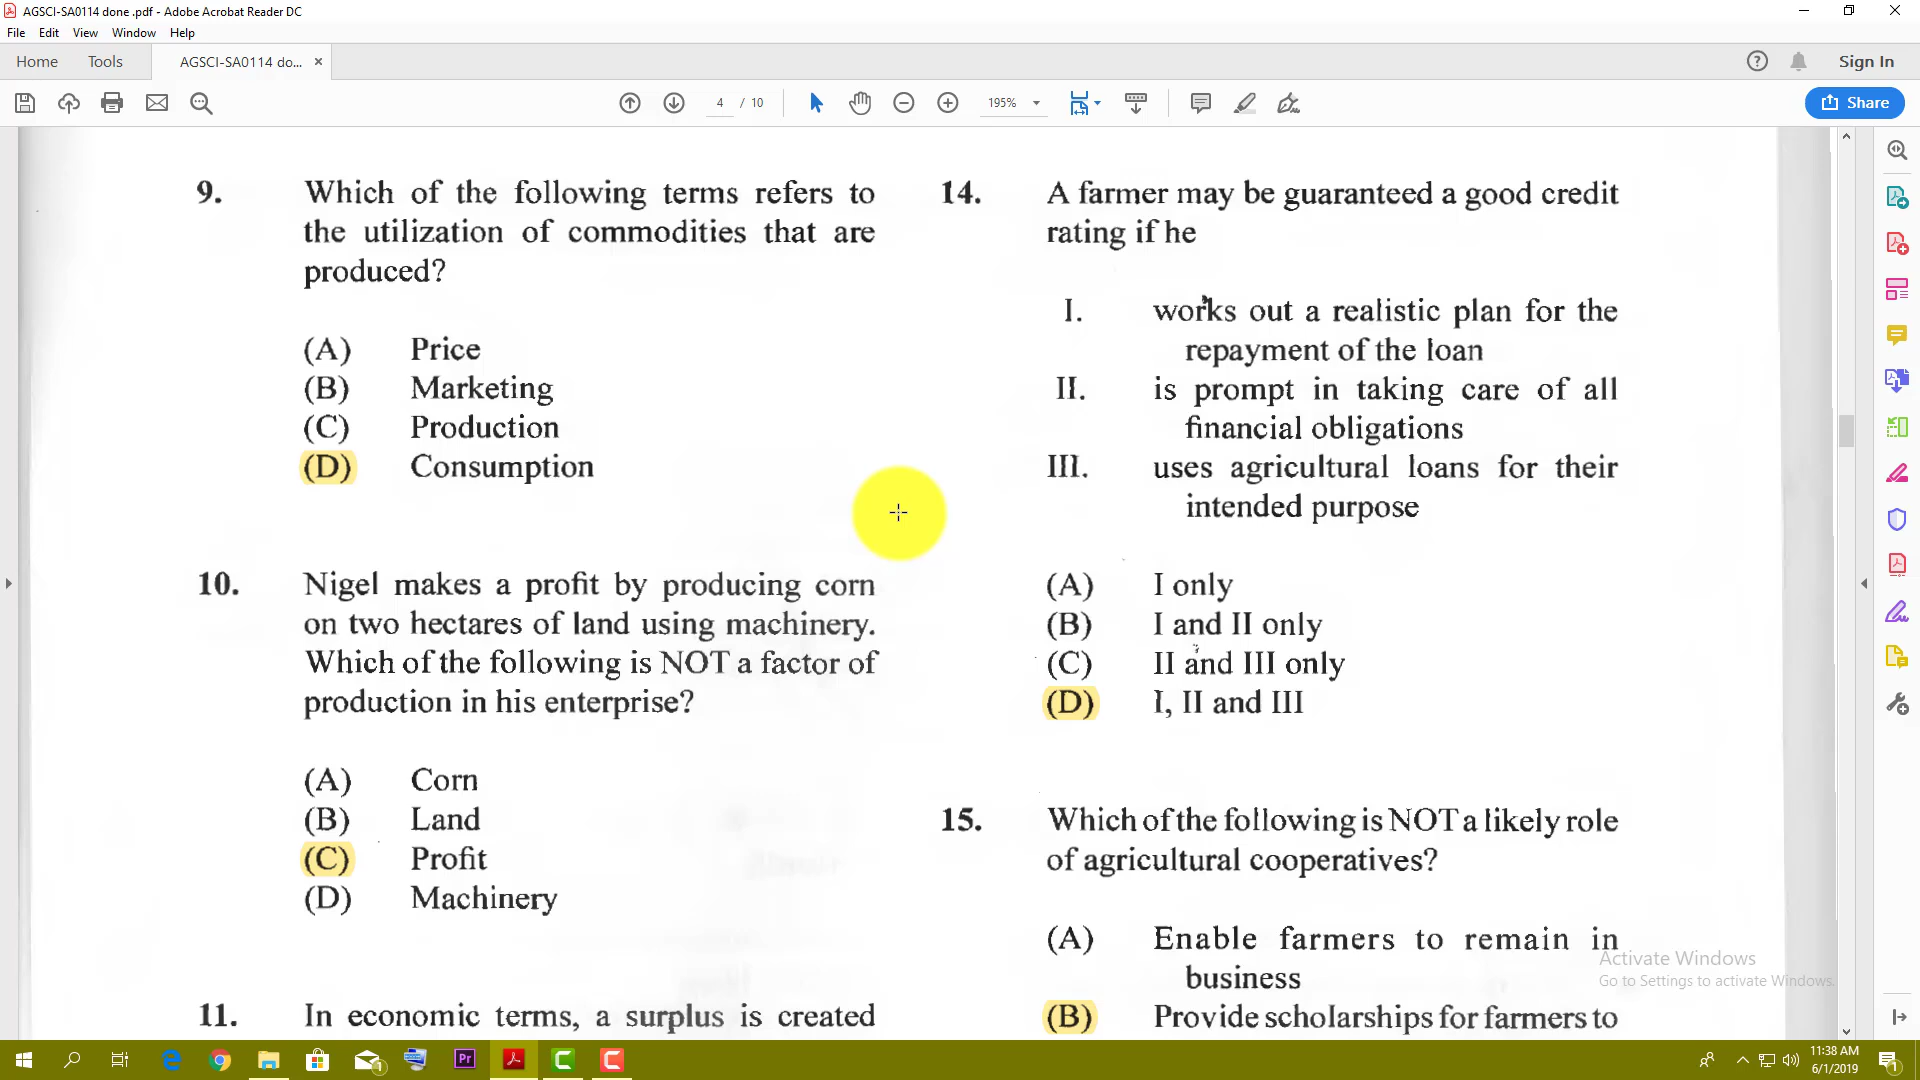 AGSCI-SA0114 done .pdf - Adobe Acrobat Reader DC
File Edit View Window Help
Home Tools AGSCI-SA0114 do... × Sign In
4 / 10 195% Share
9. Which of the following terms refers to
the utilization of commodities that are
produced?
(A) Price
(B) Marketing
(C) Production
(D) Consumption
10. Nigel makes a profit by producing corn
on two hectares of land using machinery.
Which of the following is NOT a factor of
production in his enterprise?
(A) Corn
(B) Land
(C) Profit
(D) Machinery
11. In economic terms, a surplus is created
14. A farmer may be guaranteed a good credit
rating if he
I. works out a realistic plan for the
repayment of the loan
II. is prompt in taking care of all
financial obligations
III. uses agricultural loans for their
intended purpose
(A) I only
(B) I and II only
(C) II and III only
(D) I, II and III
15. Which of the following is NOT a likely role
of agricultural cooperatives?
(A) Enable farmers to remain in
business
(B) Provide scholarships for farmers to
Activate Windows
Go to Settings to activate Windows.
Pr
11:38 AM
6/1/2019